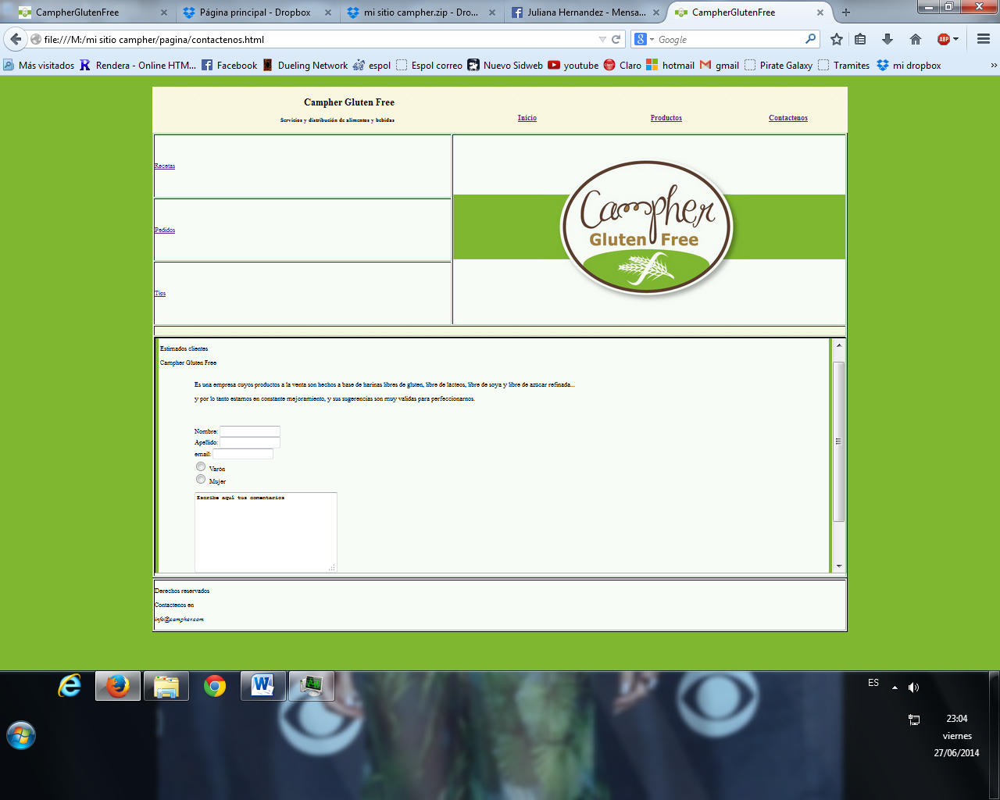 CampherGlutenFree
Página principal - Dropbox
mi sitio campher.zip - Dro...
Juliana Hernandez - Mensa...
CampherGlutenFree
file:///M:/mi sitio campher/pagina/contactenos.html
Google
ABP
Más visitados
Rendera - Online HTM...
Facebook
Dueling Network
espol
Espol correo
Nuevo Sidweb
youtube
Claro
hotmail
gmail
Pirate Galaxy
Tramites
mi dropbox
Campher Gluten Free
Servicios y distribución de alimentos y bebidas
Inicio
Productos
Contactenos
Recetas
Pedidos
Tips
Campher
Gluten Free
Estimados clientes
Campher Gluten Free
Es una empresa cuyos productos a la venta son hechos a base de harinas libres de gluten, libre de lácteos, libre de soya y libre de azúcar refinada...
y por lo tanto estamos en constante mejoramiento, y sus sugerencias son muy validas para perfeccionarnos.
Nombre:
Apellido:
email:
Varón
Mujer
Escribe aquí tus comentarios
Derechos reservados
Contactenos en
info@campher.com
ES
23:04
viernes
27/06/2014